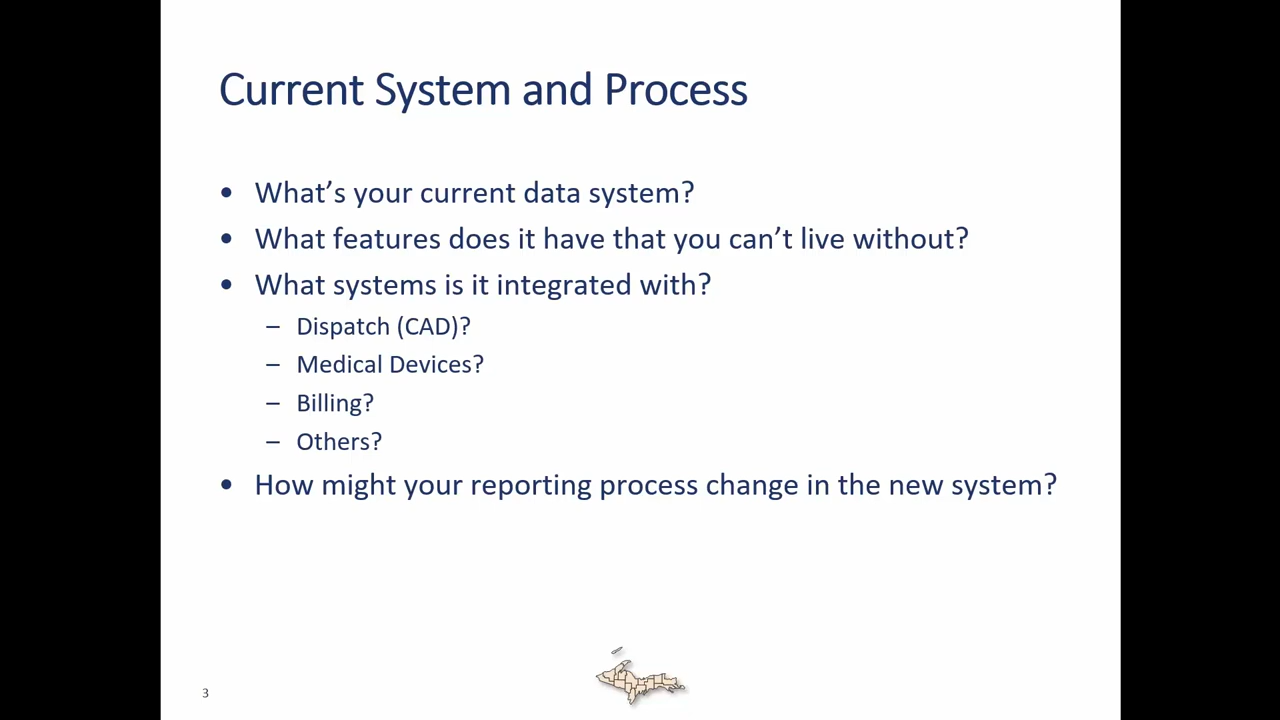 Current System and Process
• What’s your current data system?
• What features does it have that you can’t live without?
• What systems is it integrated with?
– Dispatch (CAD)?
– Medical Devices?
– Billing?
– Others?
• How might your reporting process change in the new system?
3